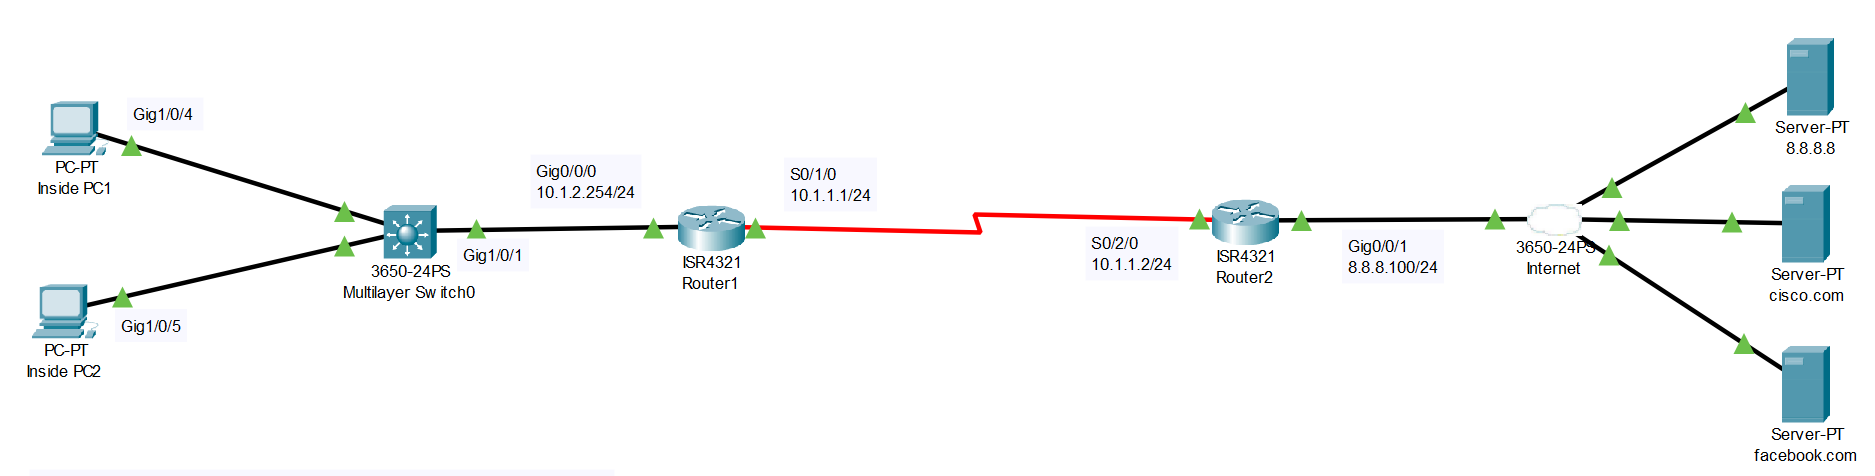 Gig1/0/4
PC-PT
Inside PC1
Gig1/0/5
PC-PT
Inside PC2
3650-24PS
Multilayer Switch0
Gig1/0/1
Gig0/0/0
10.1.2.254/24
ISR4321
Router1
S0/1/0
10.1.1.1/24
S0/2/0
10.1.1.2/24
ISR4321
Router2
Gig0/0/1
8.8.8.100/24
3650-24PS
Internet
Server-PT
8.8.8.8
Server-PT
cisco.com
Server-PT
facebook.com